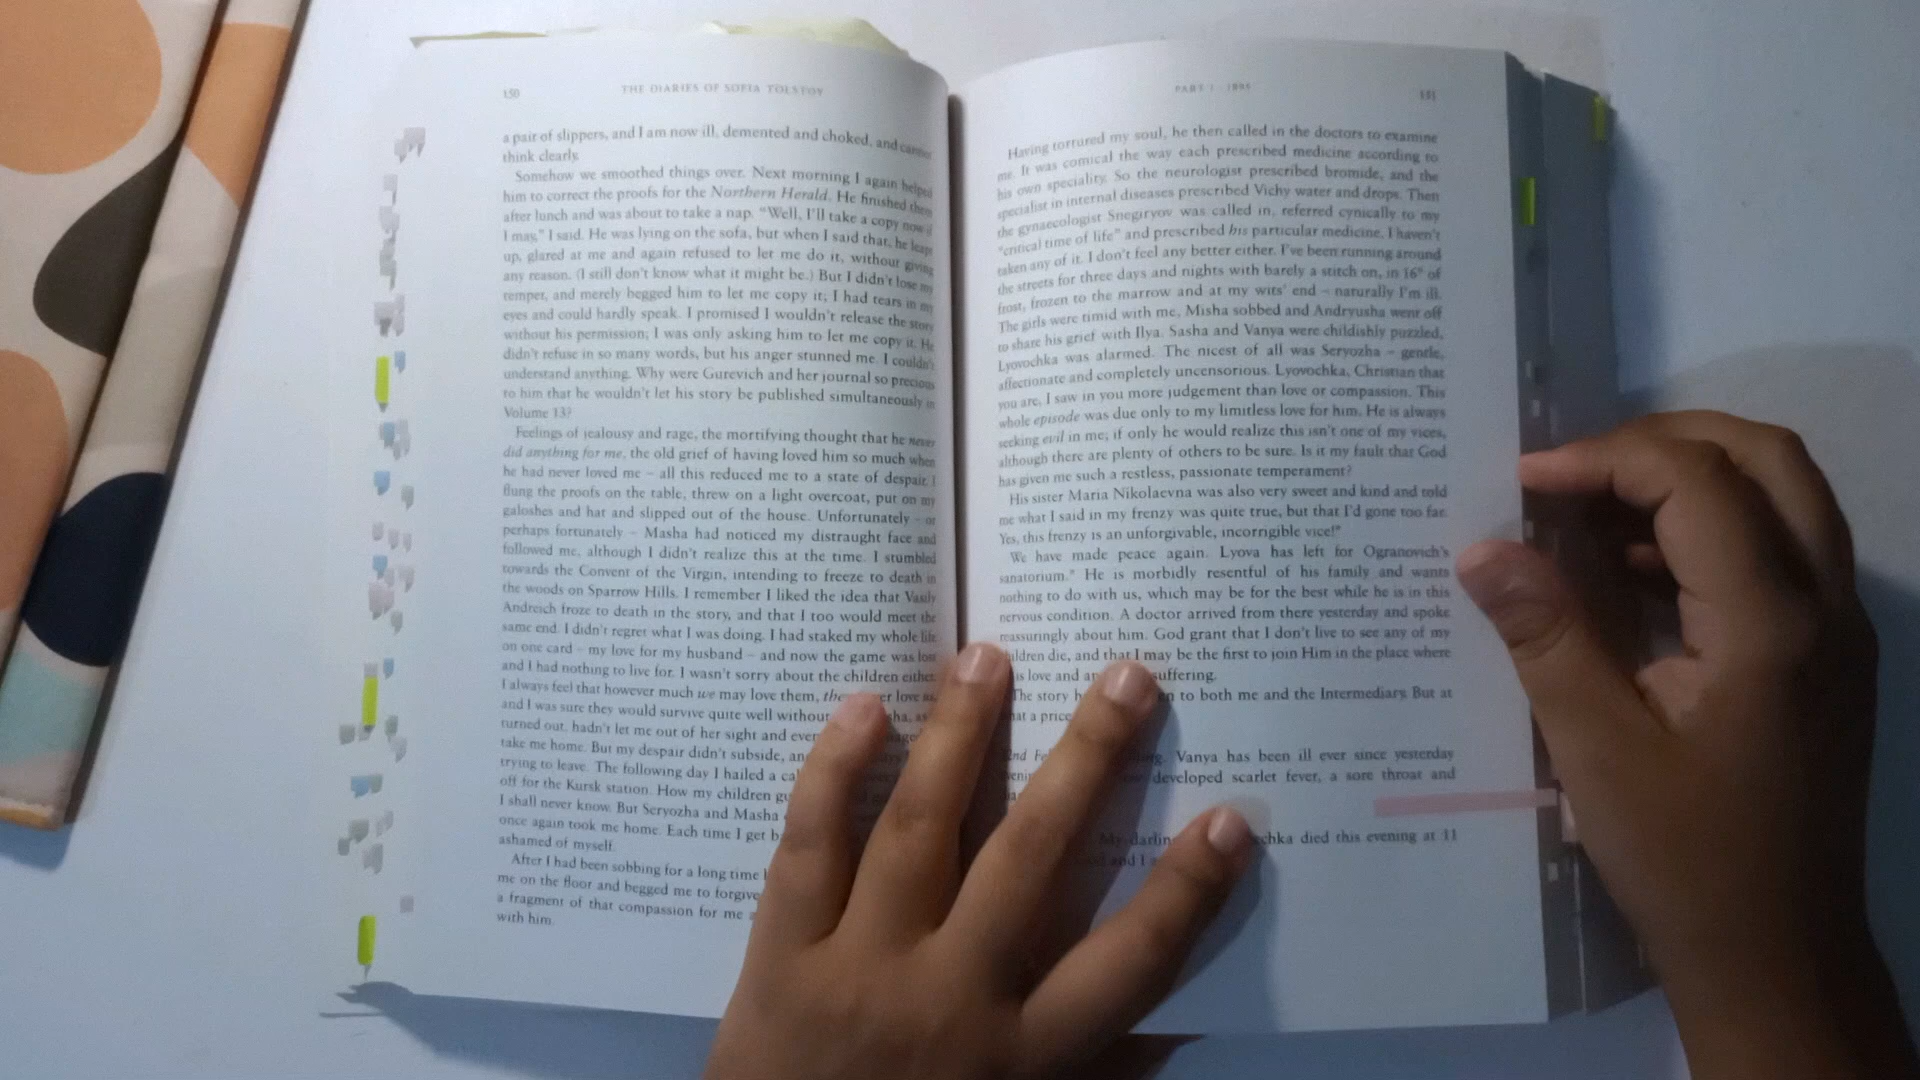 150
THE DIARIES OF SOFIA TOLSTOY
a pair of slippers, and I am now ill, demented and choked, and cannot
think clearly.
Somehow we smoothed things over. Next morning I again helped
him to correct the proofs for the Northern Herald. He finished them
after lunch and was about to take a nap. "Well, I'll take a copy now if
I may," I said. He was lying on the sofa, but when I said that, he leapt
up, glared at me and again refused to let me do it, without giving
any reason. (I still don't know what it might be.) But I didn't lose my
temper, and merely begged him to let me copy it; I had tears in my
eyes and could hardly speak. I promised I wouldn't release the story
without his permission; I was only asking him to let me copy it. He
didn't refuse in so many words, but his anger stunned me. I couldn't
understand anything. Why were Gurevich and her journal so precious
to him that he wouldn't let his story be published simultaneously in
Volume 13?
Feelings of jealousy and rage, the mortifying thought that he never
did anything for me, the old grief of having loved him so much when
he had never loved me – all this reduced me to a state of despair. I
flung the proofs on the table, threw on a light overcoat, put on my
galoshes and hat and slipped out of the house. Unfortunately – or
perhaps fortunately – Masha had noticed my distraught face and
followed me, although I didn't realize this at the time. I stumbled
towards the Convent of the Virgin, intending to freeze to death in
the woods on Sparrow Hills. I remember I liked the idea that Vasily
Andreich froze to death in the story, and that I too would meet the
same end. I didn't regret what I was doing. I had staked my whole life
on one card – my love for my husband – and now the game was lost
and I had nothing to live for. I wasn't sorry about the children either.
I always feel that however much we may love them, love us,
and I was sure they would survive quite well without
turned out, hadn't let me out of her sight and
take me home. But my despair didn't subside,
trying to leave. The following day I hailed a
off for the Kursk station. How my children
I shall never know. But Seryozha and Masha
once again took me home. Each time I get
ashamed of myself.
After I had been sobbing for a long time
me on the floor and begged me to forgive
a fragment of that compassion for me
with him.
PART I 1895
151
Having tortured my soul, he then called in the doctors to examine
me. It was comical the way each prescribed medicine according to
his own speciality. So the neurologist prescribed bromide, and the
specialist in internal diseases prescribed Vichy water and drops. Then
the gynaecologist Snegiryov was called in, referred cynically to my
"critical time of life" and prescribed his particular medicine. I haven't
taken any of it. I don't feel any better either. I've been running around
the streets for three days and nights with barely a stitch on, in 16° of
frost, frozen to the marrow and at my wits' end – naturally I'm ill.
The girls were timid with me, Misha sobbed and Andryusha went off
to share his grief with Ilya. Sasha and Vanya were childishly puzzled,
Lyovochka was alarmed. The nicest of all was Seryozha – gentle,
affectionate and completely uncensorious. Lyovochka, Christian that
you are, I saw in you more judgement than love or compassion. This
whole episode was due only to my limitless love for him. He is always
seeking evil in me; if only he would realize this isn't one of my vices,
although there are plenty of others to be sure. Is it my fault that God
has given me such a restless, passionate temperament?
His sister Maria Nikolaevna was also very sweet and kind and told
me what I said in my frenzy was quite true, but that I'd gone too far.
Yes, this frenzy is an unforgivable, incorrigible vice!*
We have made peace again. Lyova has left for Ogranovich's
sanatorium.* He is morbidly resentful of his family and wants
nothing to do with us, which may be for the best while he is in this
nervous condition. A doctor arrived from there yesterday and spoke
reassuringly about him. God grant that I don't live to see any of my
die, and that I may be the first to join Him in the place where
is love and suffering.
The story to both me and the Intermediary. But at
a price
Vanya has been ill ever since yesterday
developed scarlet fever, a sore throat and
My died this evening at 11
and I